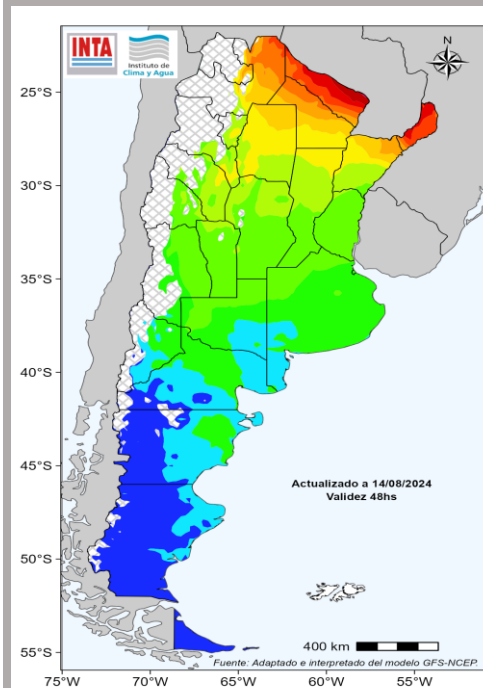 INTA
Instituto de
Clima y Agua
N
25°S
30°S
35°S
40°S
45°S
50°S
55°S
Actualizado a 14/08/2024
Validez 48hs
400 km
Fuente: Adaptado e interpretado del modelo GFS-NCEP.
75°W
70°W
65°W
60°W
55°W